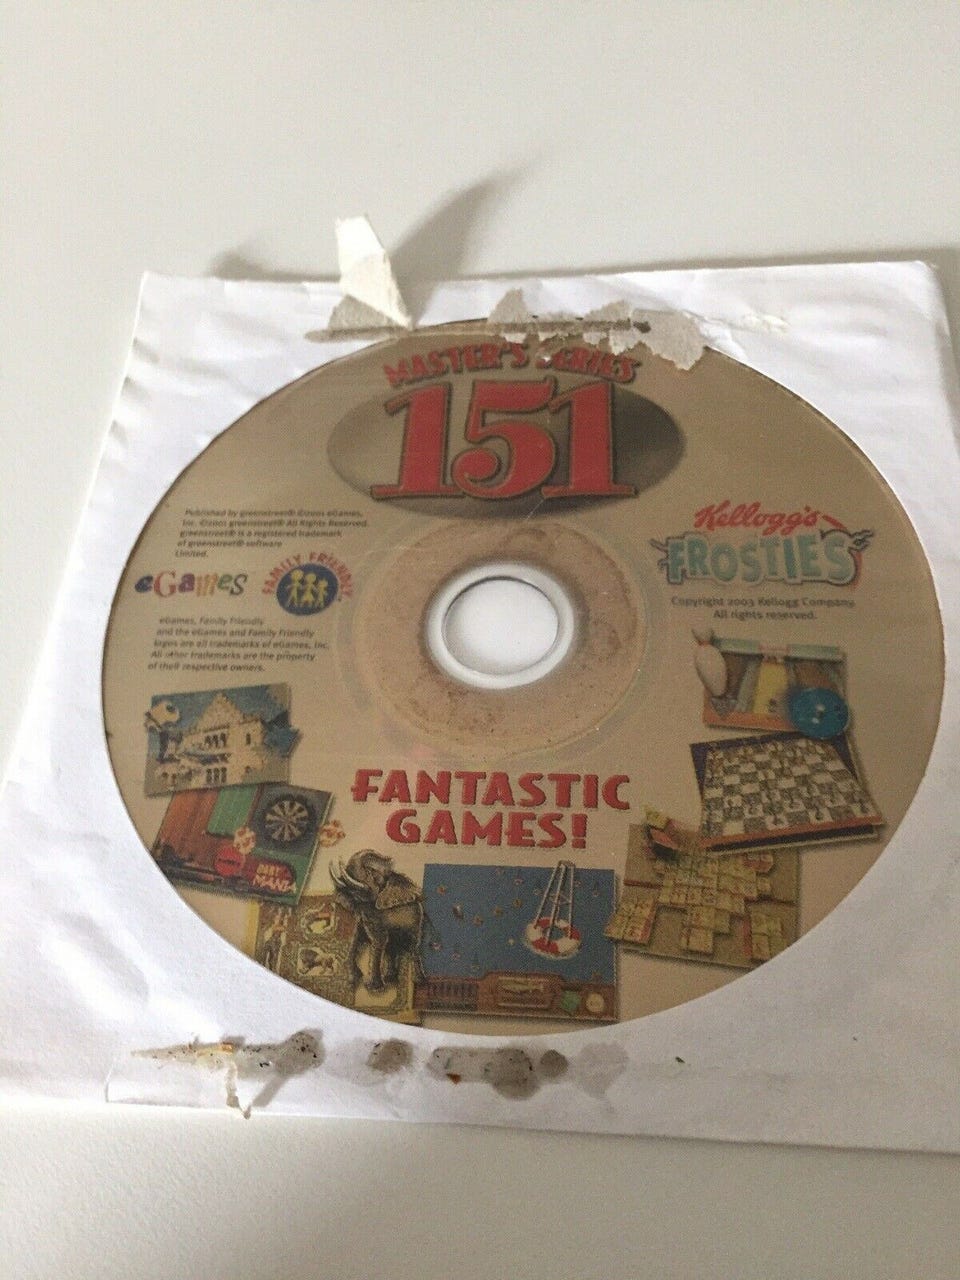 MASTER'S SERIES
151
Published by greenstreet® ©2001 eGames,
Inc. ©2001 greenstreet® All Rights Reserved.
greenstreet® is a registered trademark
of greenstreet® software
Limited.
eGames
FAMILY FRIENDLY
eGames, Family Friendly
and the eGames and Family Friendly
logos are all trademarks of eGames, Inc.
All other trademarks are the property
of their respective owners.
Kellogg's
FROSTIES
Copyright 2003 Kellogg Company
All rights reserved.
FANTASTIC
GAMES!
DART
MANIA